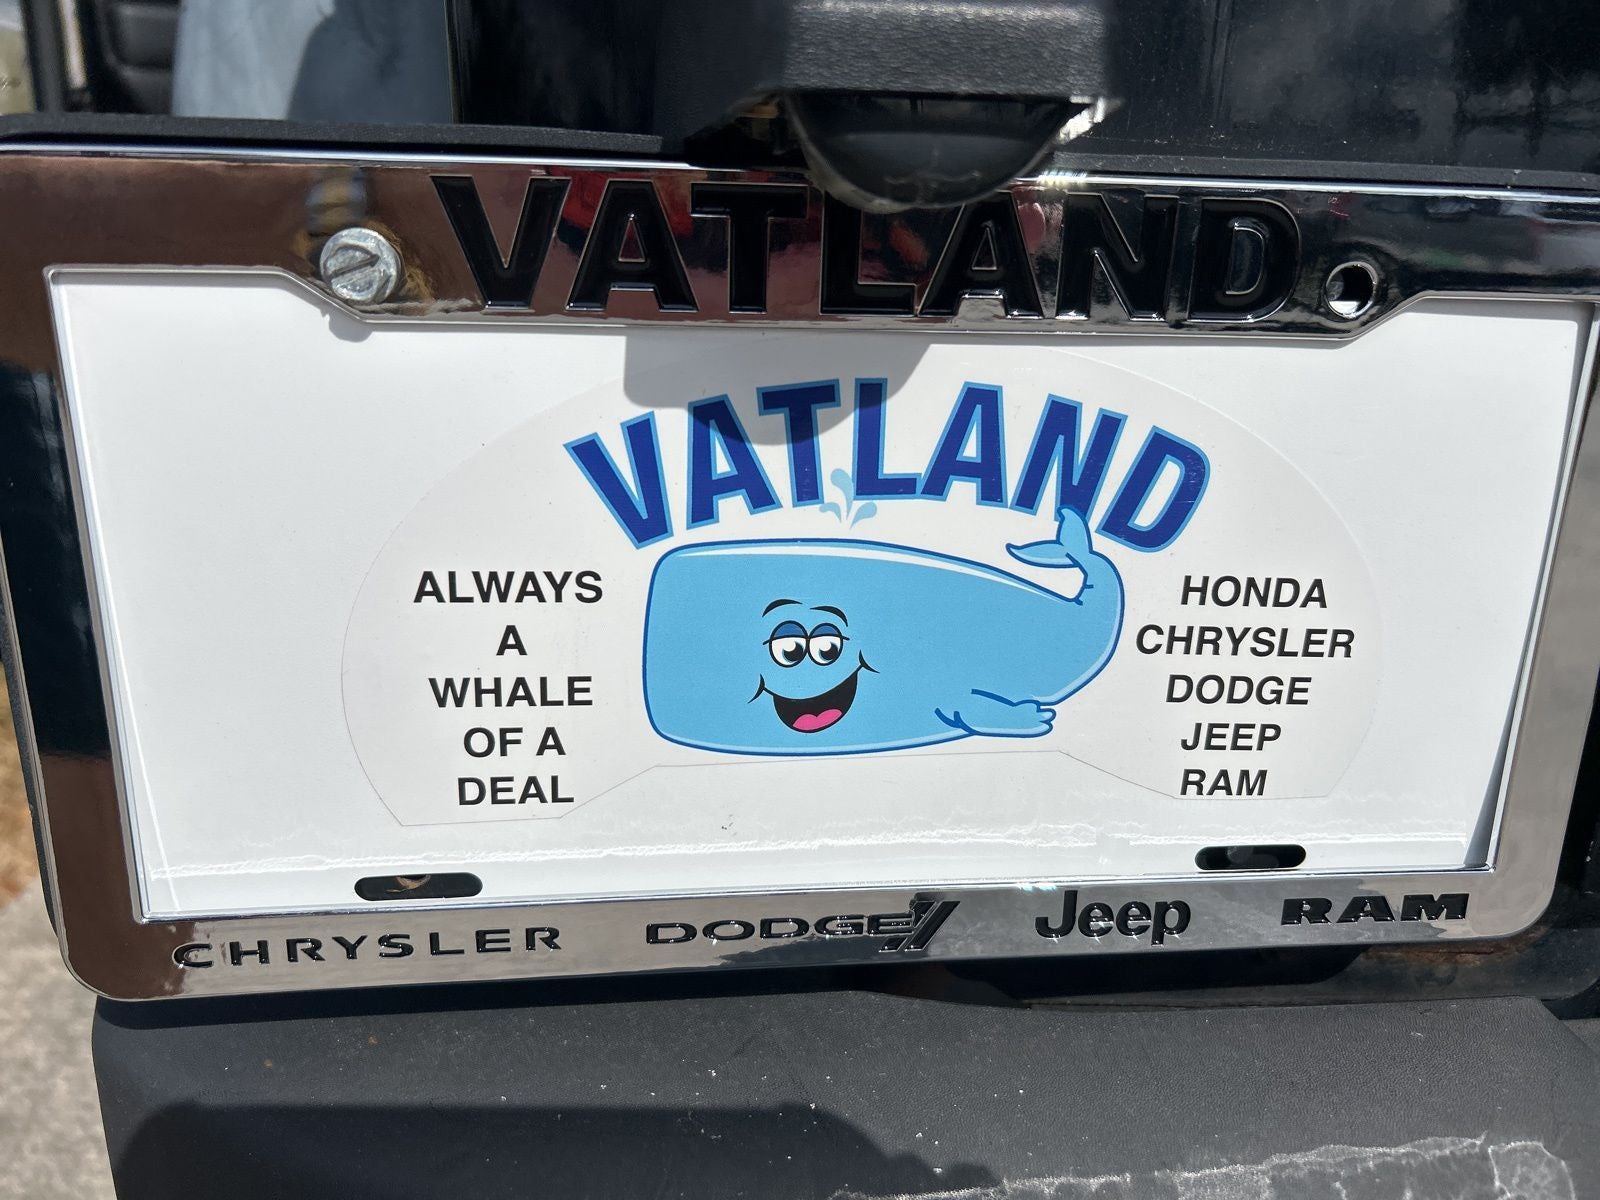 VATLAND
VATLAND
ALWAYS
A
WHALE
OF A
DEAL
HONDA
CHRYSLER
DODGE
JEEP
RAM
CHRYSLER DODGE Jeep RAM